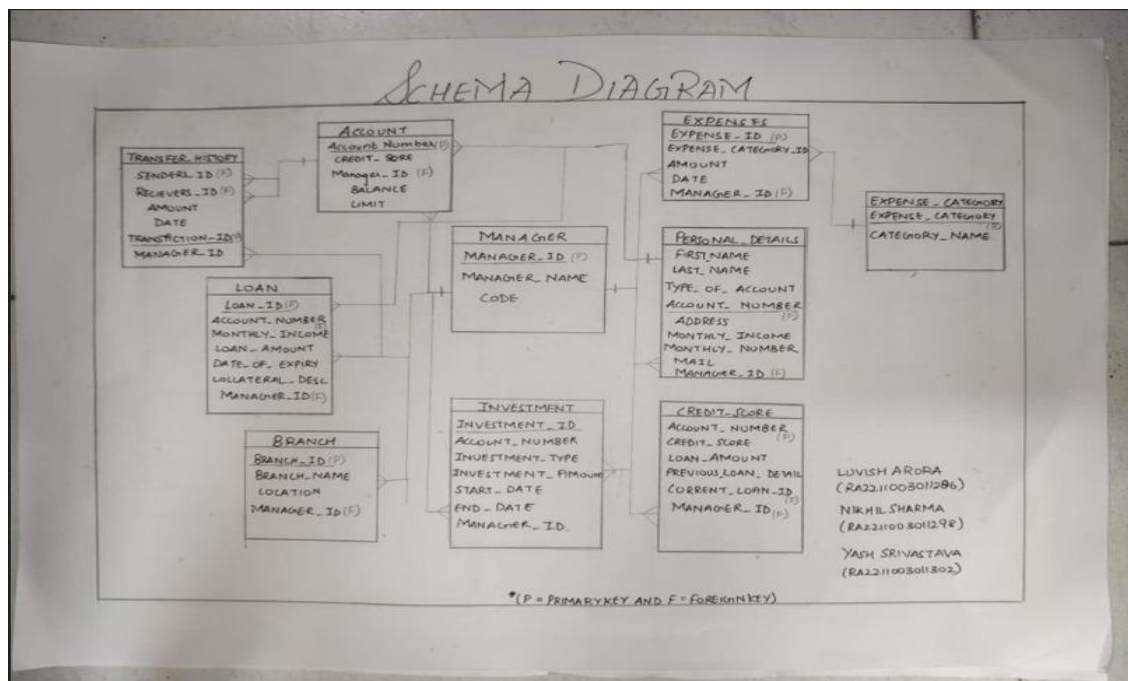 SCHEMA DIAGRAM
TRANSFER_HISTORY
SENDERS_ID (F)
RECIEVERS_ID (F)
AMOUNT
DATE
TRANSACTION_ID(P)
MANAGER_ID
ACCOUNT
Account Number(P)
CREDIT_SORE
Manager_ID (F)
BALANCE
LIMIT
EXPENSES
EXPENSE_ID (P)
EXPENSE_CATEGORY_ID
AMOUNT
DATE
MANAGER_ID (F)
EXPENSE_CATEGORY
EXPENSE_CATEGORY
(P)
CATEGORY_NAME
MANAGER
MANAGER_ID (P)
MANAGER_NAME
CODE
PERSONAL_DETAILS
FIRST_NAME
LAST_NAME
TYPE_OF_ACCOUNT
ACCOUNT_NUMBER
(P)
ADDRESS
MONTHLY_INCOME
MONTHLY_NUMBER
MAIL
MANAGER_ID (F)
LOAN
LOAN_ID (P)
ACCOUNT_NUMBER
(F)
MONTHLY_INCOME
LOAN_AMOUNT
DATE_OF_EXPIRY
COLLATERAL_DESC
MANAGER_ID (F)
BRANCH
BRANCH_ID (P)
BRANCH_NAME
LOCATION
MANAGER_ID (F)
INVESTMENT
INVESTMENT_ID
ACCOUNT_NUMBER
INVESTMENT_TYPE
INVESTMENT_AMOUNT
START_DATE
END_DATE
MANAGER_ID
CREDIT_SCORE
ACCOUNT_NUMBER
(P)
CREDIT_SCORE
LOAN_AMOUNT
PREVIOUS_LOAN_DETAIL
CURRENT_LOAN_ID
MANAGER_ID (F)
LUVISH ARORA
(RA2211003011286)
NIKHIL SHARMA
(RA2211003011298)
YASH SRIVASTAVA
(RA2211003011302)
*(P = PRIMARYKEY AND F = FOREIGNKEY)